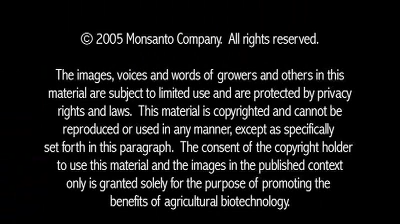 © 2005 Monsanto Company. All rights reserved.
The images, voices and words of growers and others in this
material are subject to limited use and are protected by privacy
rights and laws. This material is copyrighted and cannot be
reproduced or used in any manner, except as specifically
set forth in this paragraph. The consent of the copyright holder
to use this material and the images in the published context
only is granted solely for the purpose of promoting the
benefits of agricultural biotechnology.